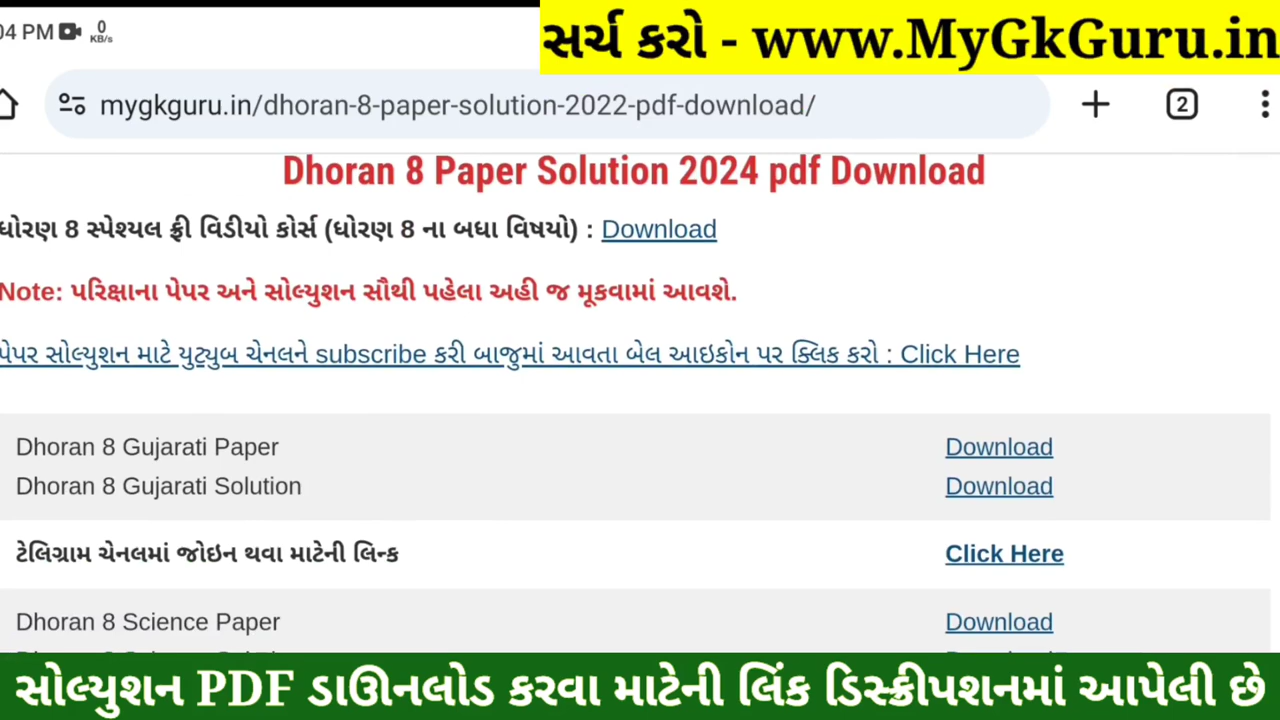 04 PM 0 KB/s
સર્ચ કરો - www.MyGkGuru.in
mygkguru.in/dhoran-8-paper-solution-2022-pdf-download/ 2
Dhoran 8 Paper Solution 2024 pdf Download
ધોરણ 8 સ્પેશ્યલ ફ્રી વિડીયો કોર્સ (ધોરણ 8 ના બધા વિષયો) : Download
Note: પરિક્ષાના પેપર અને સોલ્યુશન સૌથી પહેલા અહી જ મૂકવામાં આવશે.
પેપર સોલ્યુશન માટે યુટ્યુબ ચેનલને subscribe કરી બાજુમાં આવતા બેલ આઇકોન પર ક્લિક કરો : Click Here
Dhoran 8 Gujarati Paper Download
Dhoran 8 Gujarati Solution Download
ટેલિગ્રામ ચેનલમાં જોઇન થવા માટેની લિન્ક Click Here
Dhoran 8 Science Paper Download
સોલ્યુશન PDF ડાઊનલોડ કરવા માટેની લિંક ડિસ્ક્રીપશનમાં આપેલી છે